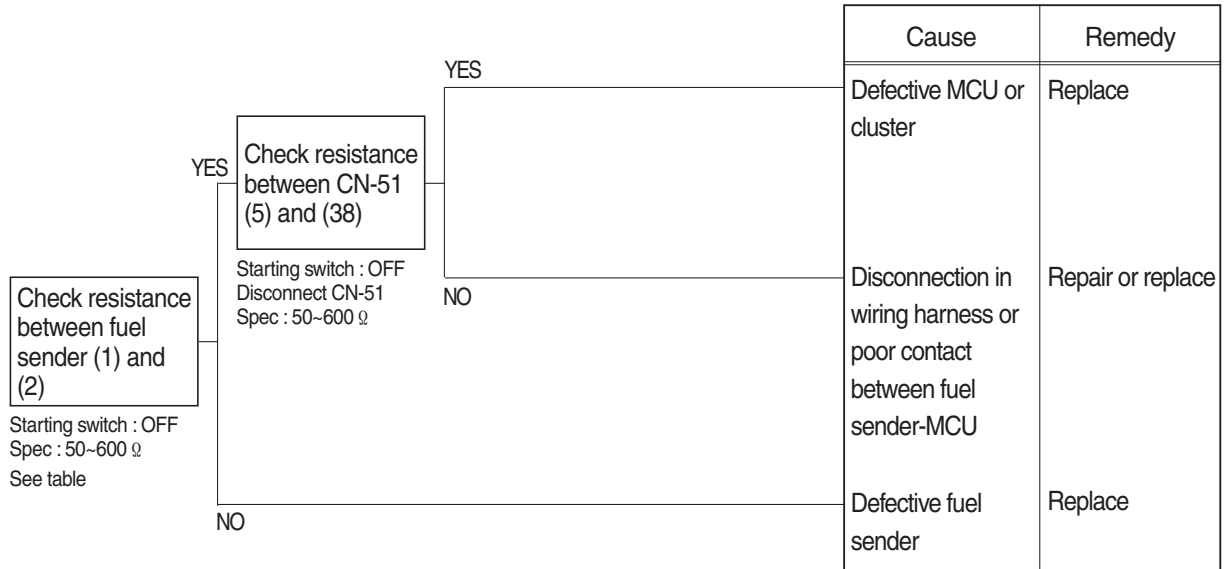 Check resistance
between fuel
sender (1) and
(2)
Starting switch : OFF
Spec : 50~600 Ω
See table
YES
NO
Check resistance
between CN-51
(5) and (38)
Starting switch : OFF
Disconnect CN-51
Spec : 50~600 Ω
YES
NO
Cause Remedy
Defective MCU or Replace
cluster
Disconnection in Repair or replace
wiring harness or
poor contact
between fuel
sender-MCU
Defective fuel Replace
sender